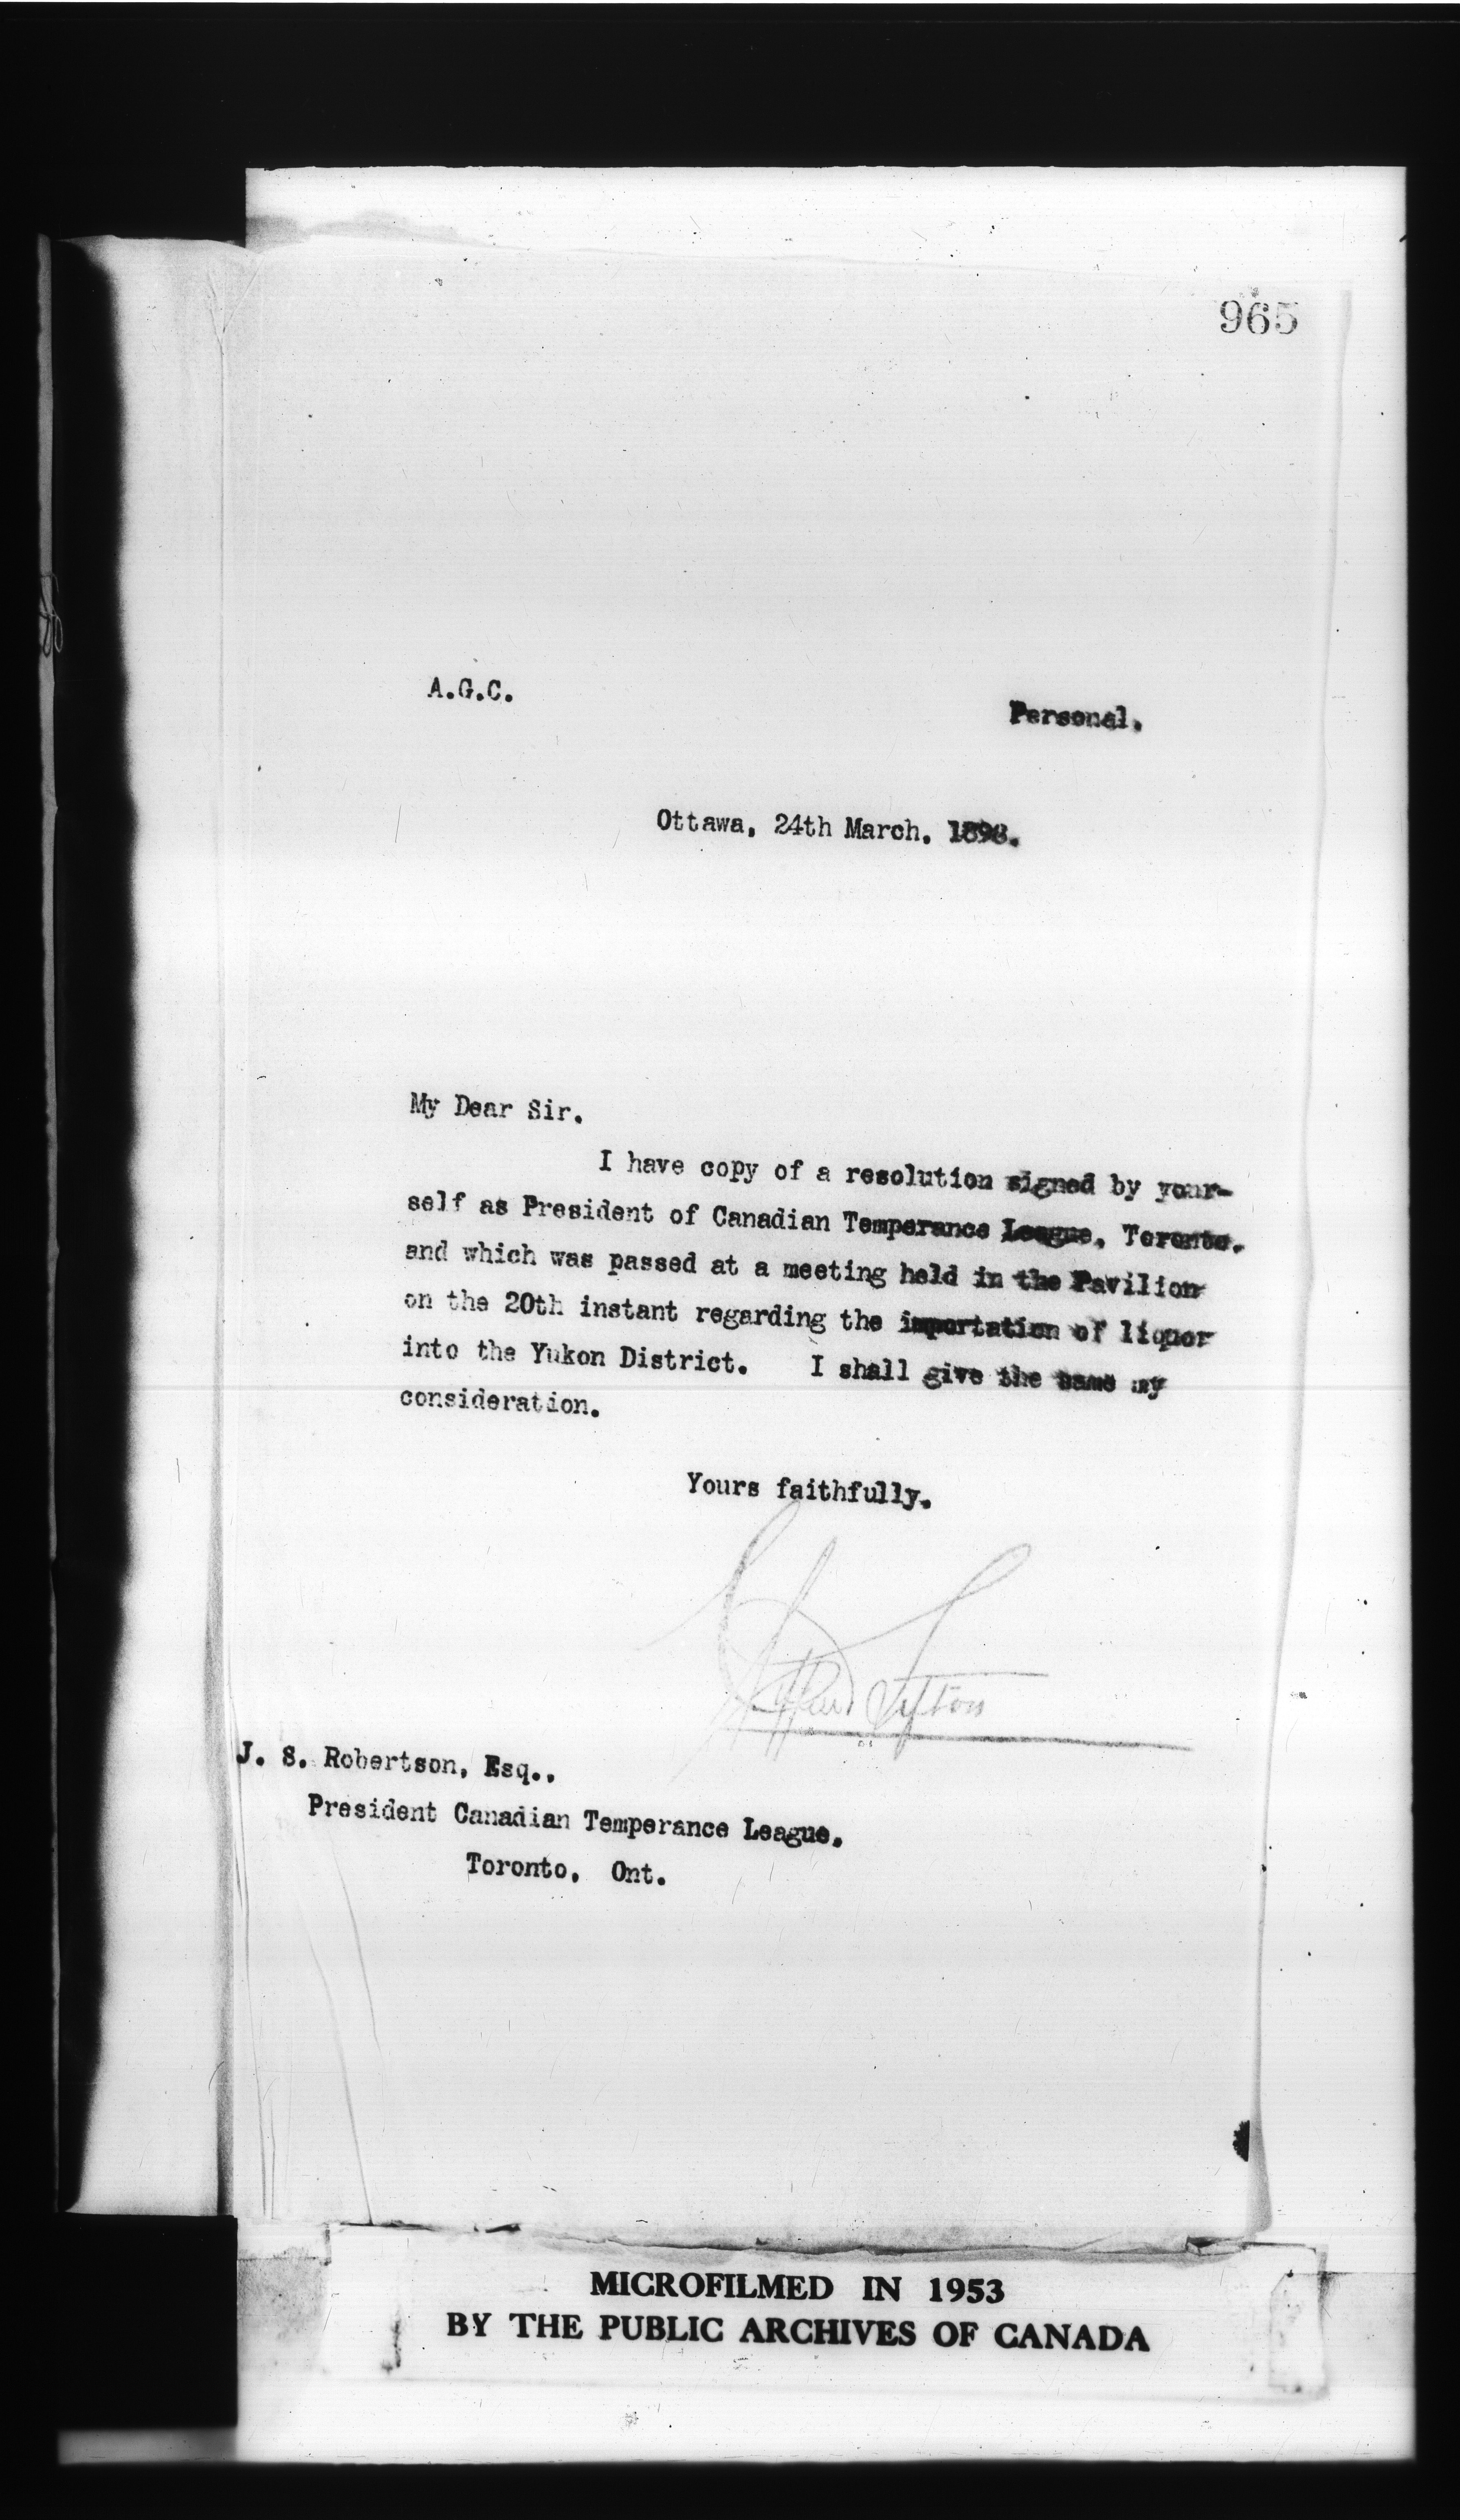 965
A.G.C.
Personal.
Ottawa, 24th March. 1898.
My Dear Sir.
I have copy of a resolution signed by your-
self as President of Canadian Temperance League, Toronto.
and which was passed at a meeting held in the Pavilion
on the 20th instant regarding the importation of liquor
into the Yukon District. I shall give the same my
consideration.
Yours faithfully.
Clifford Sifton
J. S. Robertson, Esq.,
President Canadian Temperance League.
Toronto, Ont.
MICROFILMED IN 1953
BY THE PUBLIC ARCHIVES OF CANADA